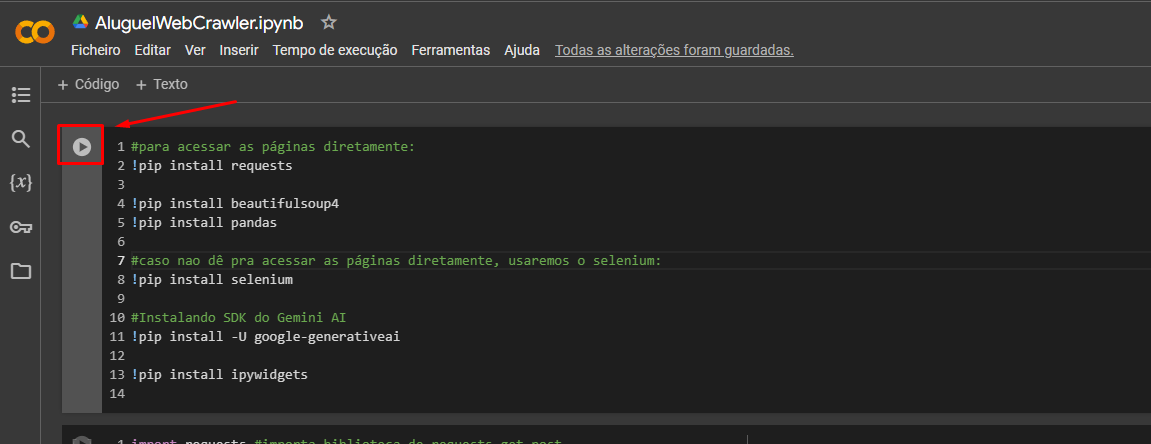 AluguelWebCrawler.ipynb
Ficheiro Editar Ver Inserir Tempo de execução Ferramentas Ajuda Todas as alterações foram guardadas.
+ Código + Texto
1 #para acessar as páginas diretamente:
2 !pip install requests
3
4 !pip install beautifulsoup4
5 !pip install pandas
6
7 #caso nao dê pra acessar as páginas diretamente, usaremos o selenium:
8 !pip install selenium
9
10 #Instalando SDK do Gemini AI
11 !pip install -U google-generativeai
12
13 !pip install ipywidgets
14
{x}
1 import requests #importa biblioteca de requests get post